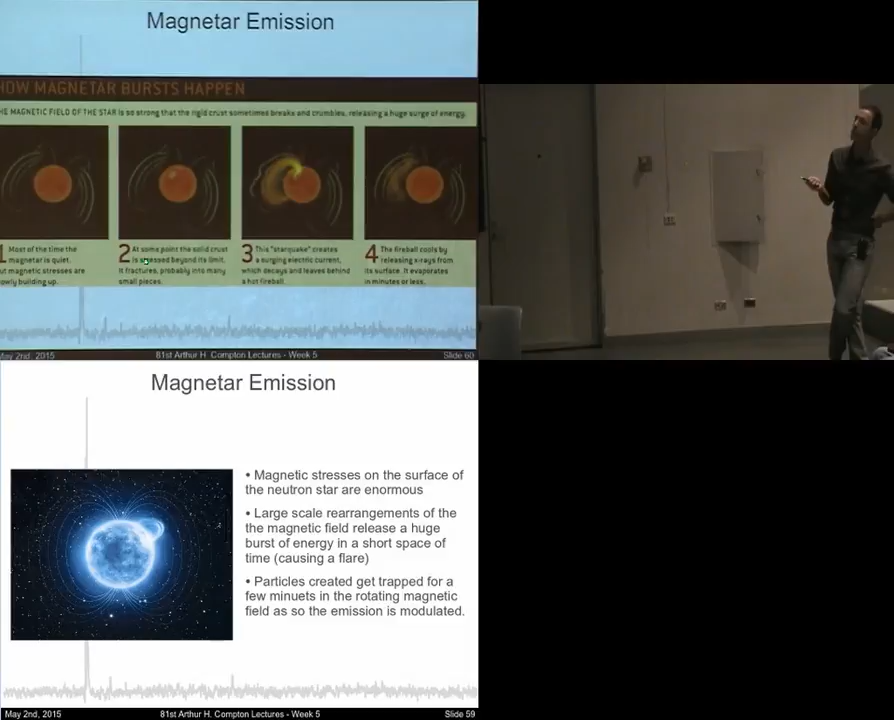 Magnetar Emission
HOW MAGNETAR BURSTS HAPPEN
HE MAGNETIC FIELD OF THE STAR is so strong that the rigid crust sometimes breaks and crumbles, releasing a huge surge of energy.
1 Most of the time the
magnetar is quiet.
ut magnetic stresses are
owly building up.
2 At some point the solid crust
is stressed beyond its limit.
It fractures, probably into many
small pieces.
3 This "starquake" creates
a surging electric current,
which decays and leaves behind
a hot fireball.
4 The fireball cools by
releasing x-rays from
its surface. It evaporates
in minutes or less.
May 2nd, 2015 81st Arthur H. Compton Lectures - Week 5 Slide 60
Magnetar Emission
• Magnetic stresses on the surface of
the neutron star are enormous
• Large scale rearrangements of the
the magnetic field release a huge
burst of energy in a short space of
time (causing a flare)
• Particles created get trapped for a
few minuets in the rotating magnetic
field as so the emission is modulated.
May 2nd, 2015 81st Arthur H. Compton Lectures - Week 5 Slide 59